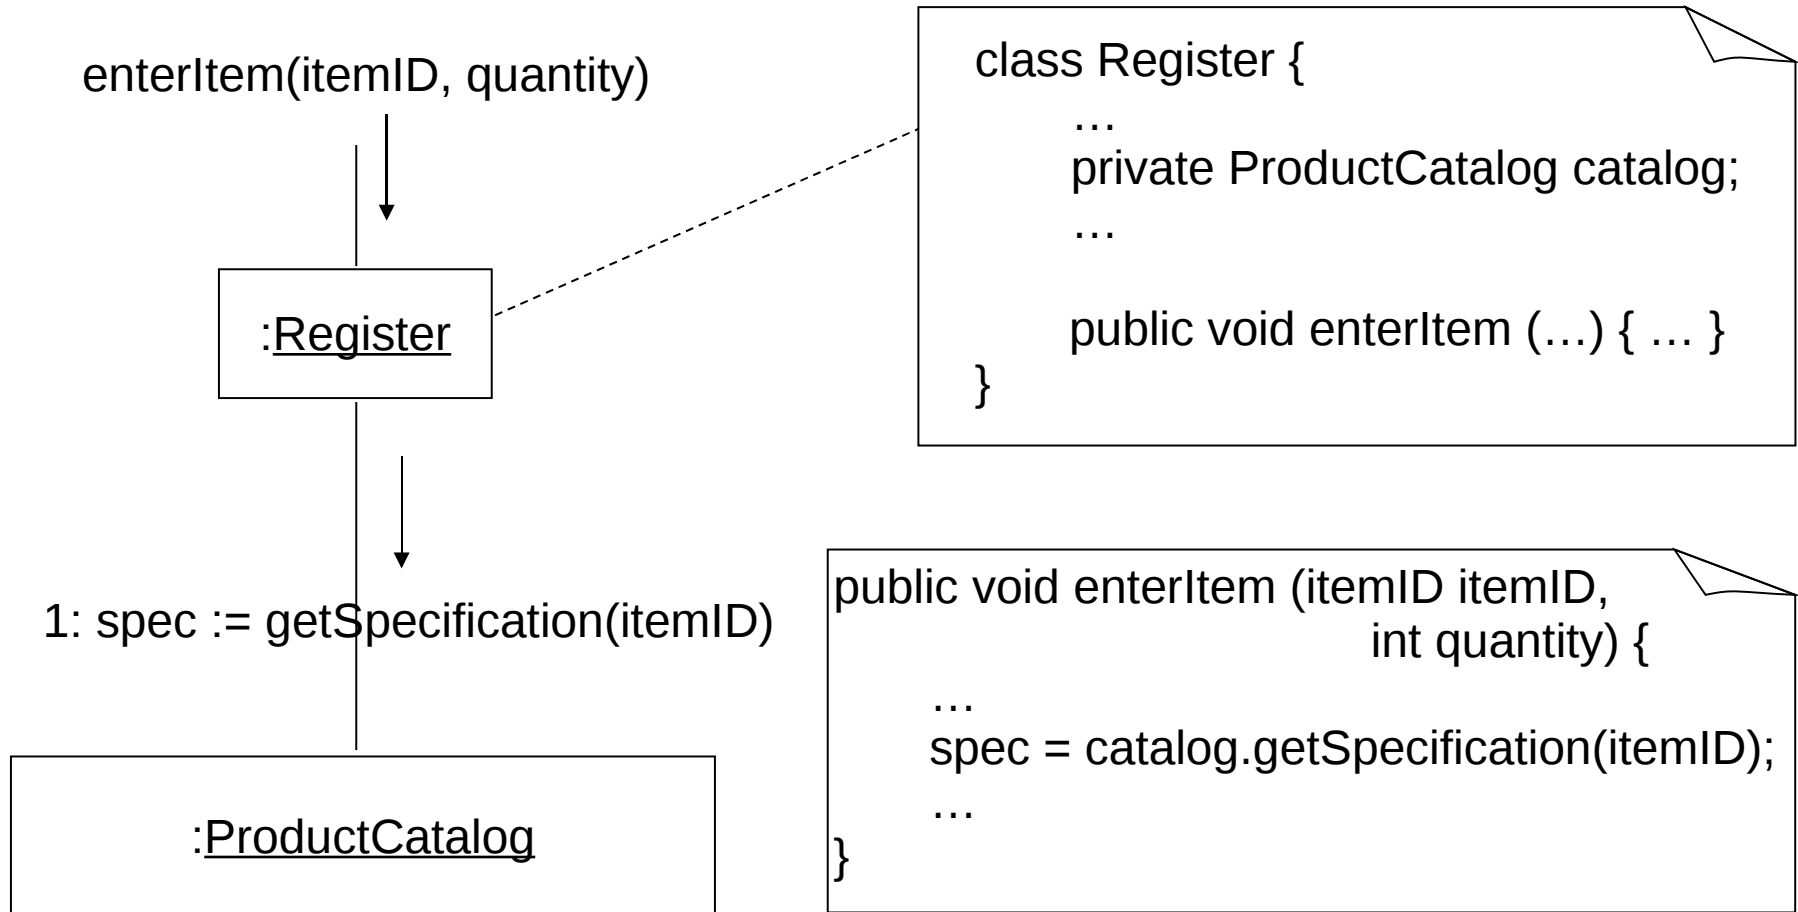 enterItem(itemID, quantity)
:Register
1: spec := getSpecification(itemID)
:ProductCatalog
class Register {
…
private ProductCatalog catalog;
…
public void enterItem (…) { … }
}
public void enterItem (itemID itemID,
int quantity) {
…
spec = catalog.getSpecification(itemID);
…
}